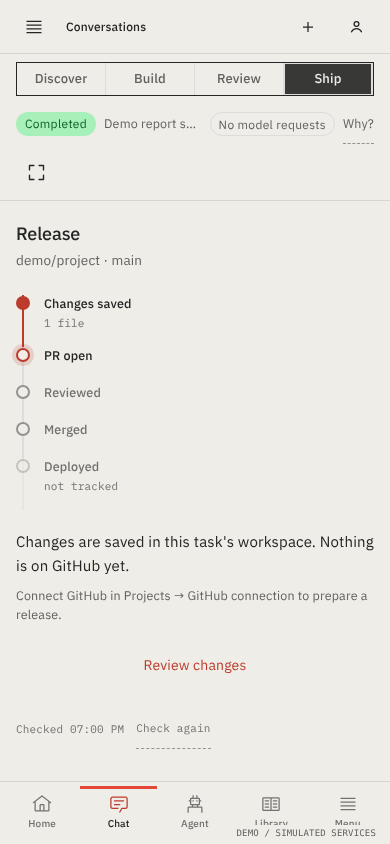 Conversations
Discover Build Review Ship
Completed Demo report s... No model requests Why?
Release
demo/project · main
Changes saved
1 file
PR open
Reviewed
Merged
Deployed
not tracked
Changes are saved in this task's workspace. Nothing
is on GitHub yet.
Connect GitHub in Projects → GitHub connection to prepare a
release.
Review changes
Checked 07:00 PM Check again
Home Chat Agent Library Menu
DEMO / SIMULATED SERVICES